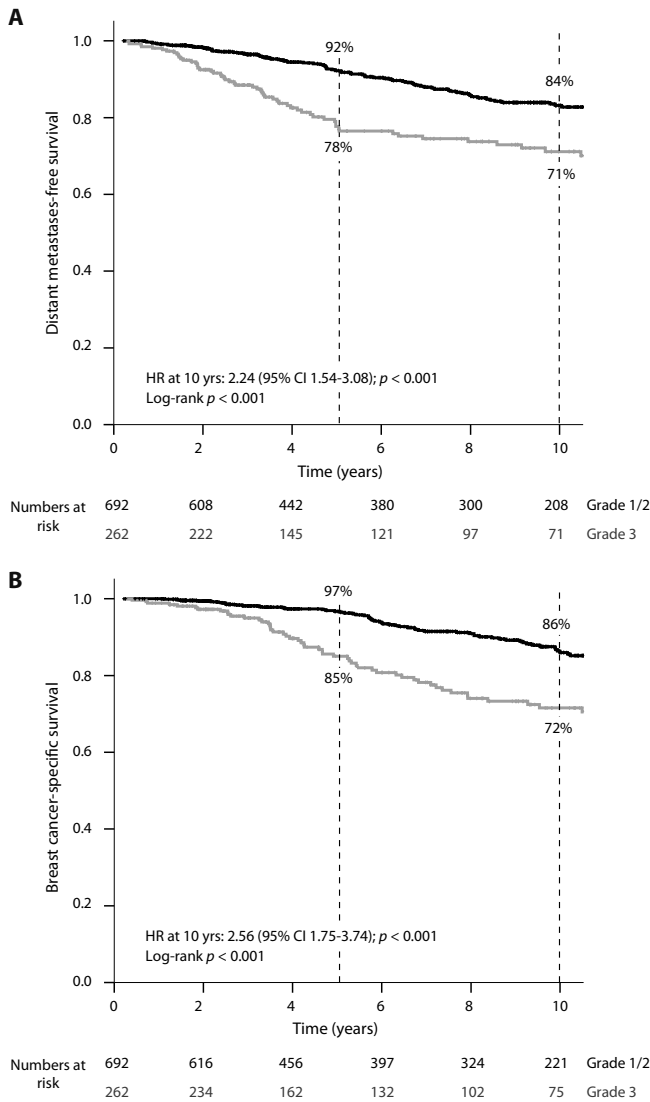 A
Distant metastases-free survival
1.0
0.8
0.6
0.4
0.2
0.0
92%
84%
78%
71%
HR at 10 yrs: 2.24 (95% CI 1.54-3.08); p < 0.001
Log-rank p < 0.001
0 2 4 6 8 10
Time (years)
Numbers at risk
692 608 442 380 300 208 Grade 1/2
262 222 145 121 97 71 Grade 3
B
Breast cancer-specific survival
1.0
0.8
0.6
0.4
0.2
0.0
97%
86%
85%
72%
HR at 10 yrs: 2.56 (95% CI 1.75-3.74); p < 0.001
Log-rank p < 0.001
0 2 4 6 8 10
Time (years)
Numbers at risk
692 616 456 397 324 221 Grade 1/2
262 234 162 132 102 75 Grade 3